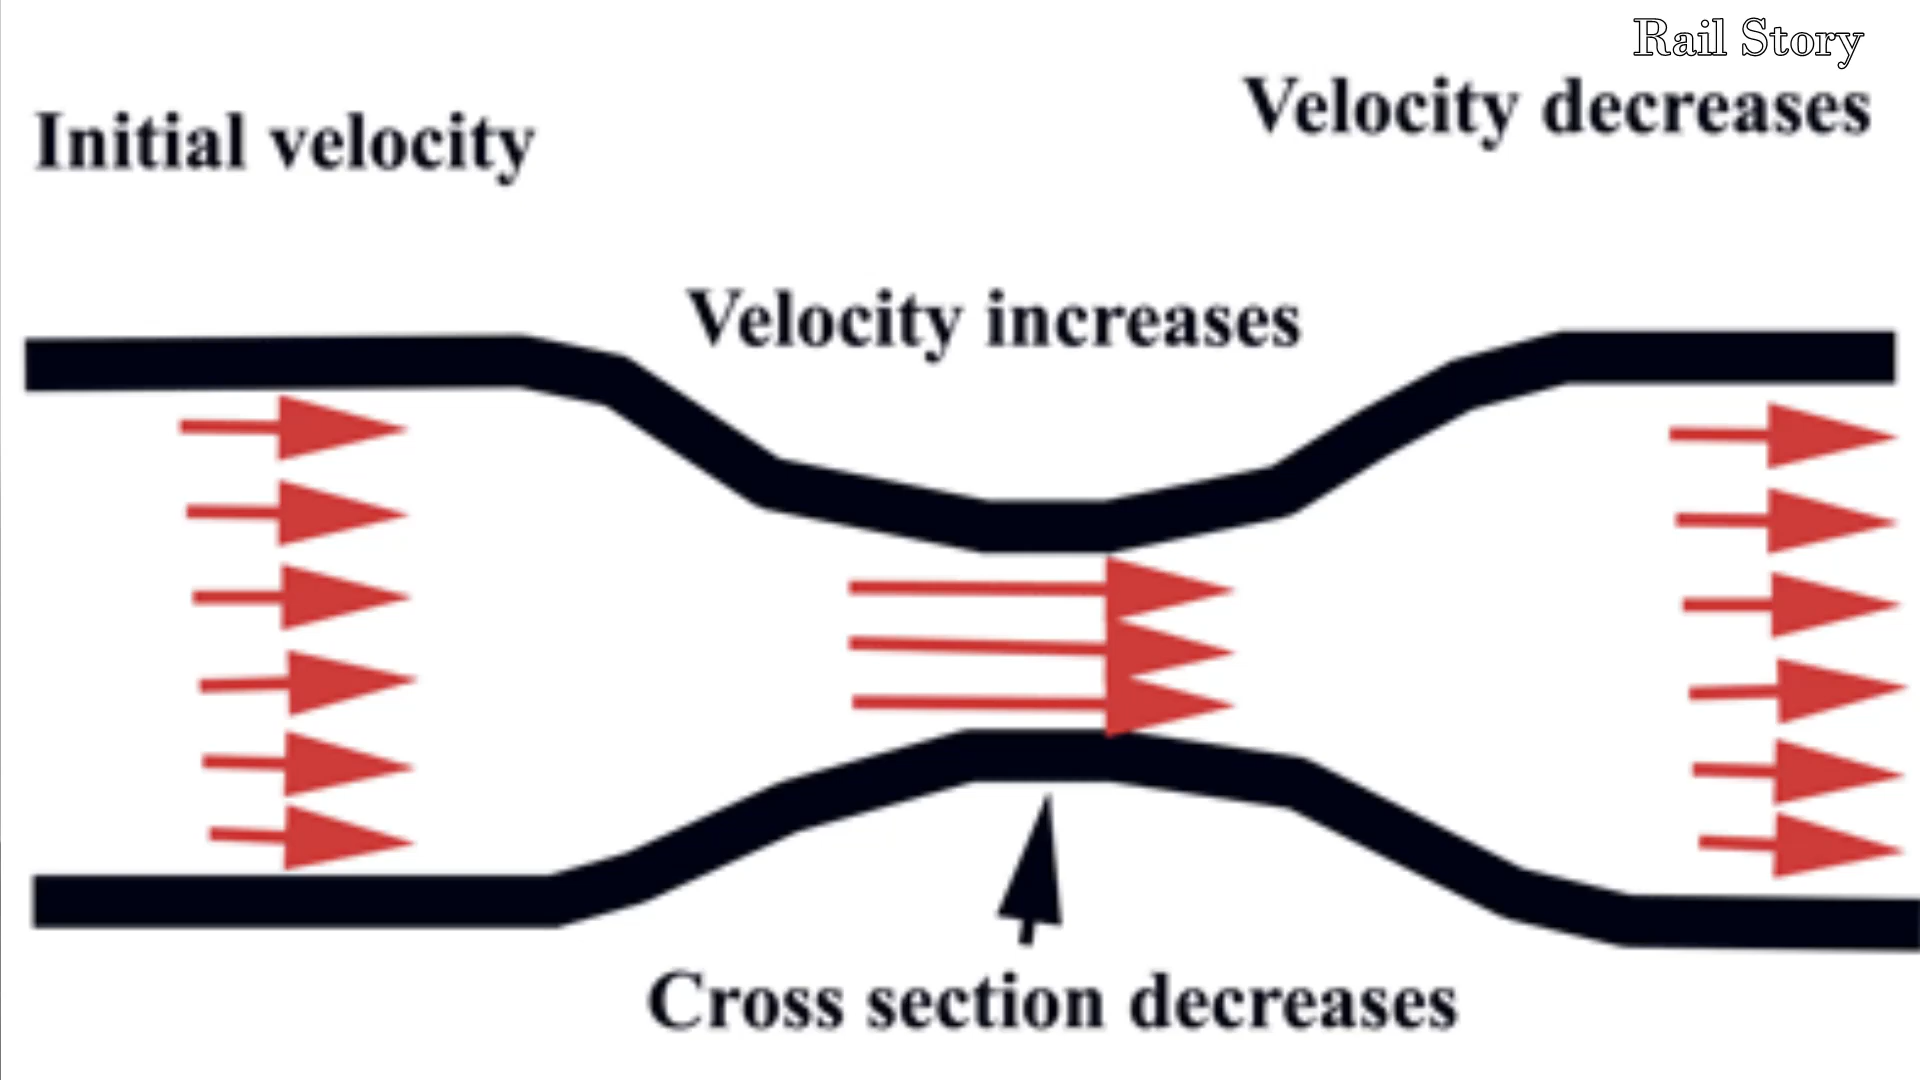 Rail Story
Initial velocity
Velocity decreases
Velocity increases
Cross section decreases